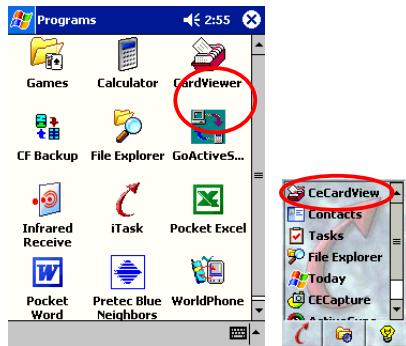 Programs 2:55
Games Calculator CardViewer
CF Backup File Explorer GoActiveS...
Infrared Receive iTask Pocket Excel
Pocket Word Pretec Blue Neighbors WorldPhone
CeCardView
Contacts
Tasks
File Explorer
Today
CECapture
ActiveSync